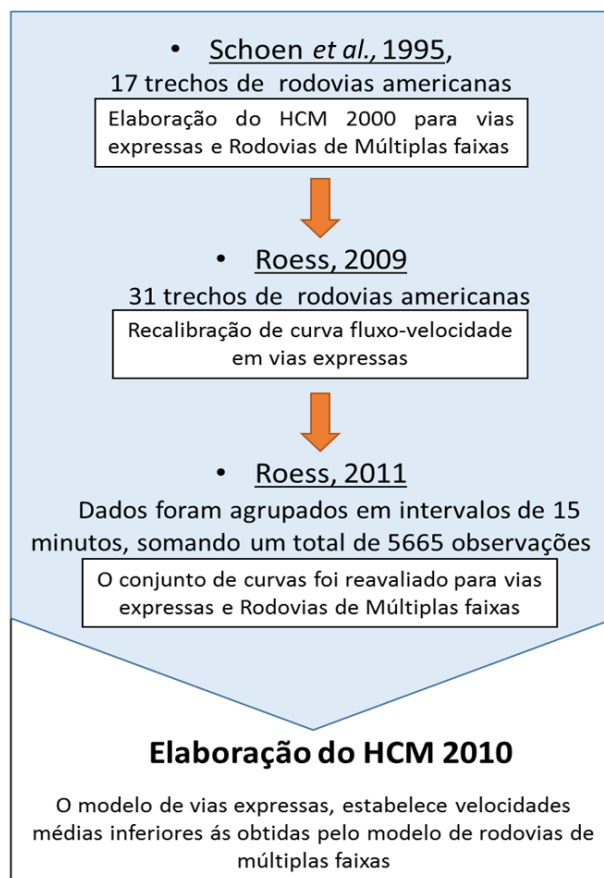 • Schoen et al., 1995,
17 trechos de rodovias americanas
Elaboração do HCM 2000 para vias
expressas e Rodovias de Múltiplas faixas
• Roess, 2009
31 trechos de rodovias americanas
Recalibração de curva fluxo-velocidade
em vias expressas
• Roess, 2011
Dados foram agrupados em intervalos de 15
minutos, somando um total de 5665 observações
O conjunto de curvas foi reavaliado para vias
expressas e Rodovias de Múltiplas faixas
Elaboração do HCM 2010
O modelo de vias expressas, estabelece velocidades
médias inferiores ás obtidas pelo modelo de rodovias de
múltiplas faixas